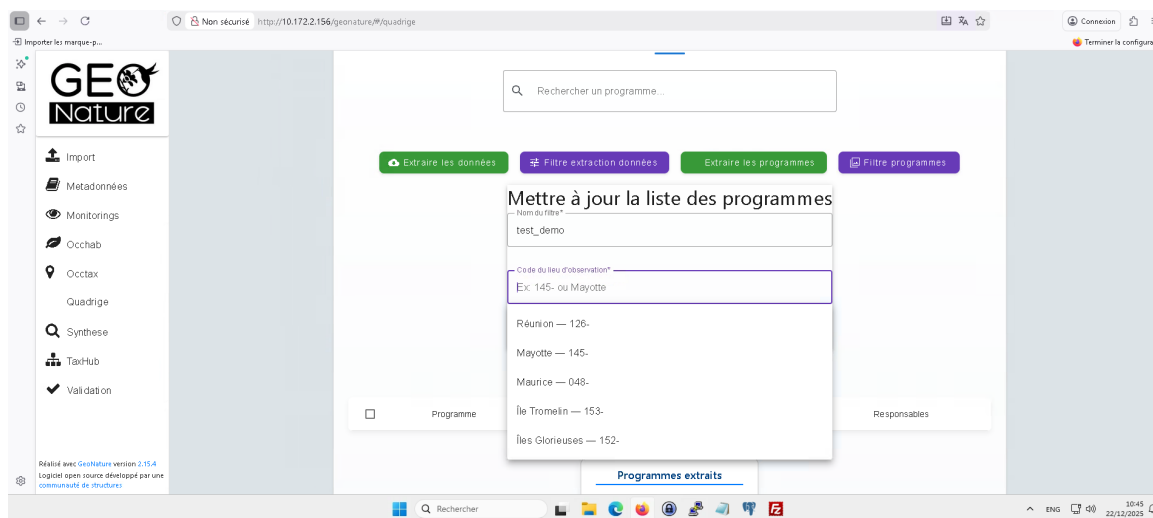 Non sécurisé http://10.172.2.156/geonature/#/quadrige
Connexion
Importer les marque-p...
Terminer la configura
GEO
Nature
Rechercher un programme...
Import
Extraire les données
Filtre extraction données
Extraire les programmes
Filtre programmes
Metadonnées
Mettre à jour la liste des programmes
Monitorings
Nom du filtre*
test_demo
Occhab
Occtax
Code du lieu d'observation*
Ex: 145- ou Mayotte
Quadrige
Synthese
Réunion — 126-
TaxHub
Mayotte — 145-
Validation
Maurice — 048-
Programme
Île Tromelin — 153-
Responsables
Îles Glorieuses — 152-
Réalisé avec GeoNature version 2.15.4
Logiciel open source développé par une
communauté de structures
Programmes extraits
Rechercher
ENG
10:45
22/12/2025